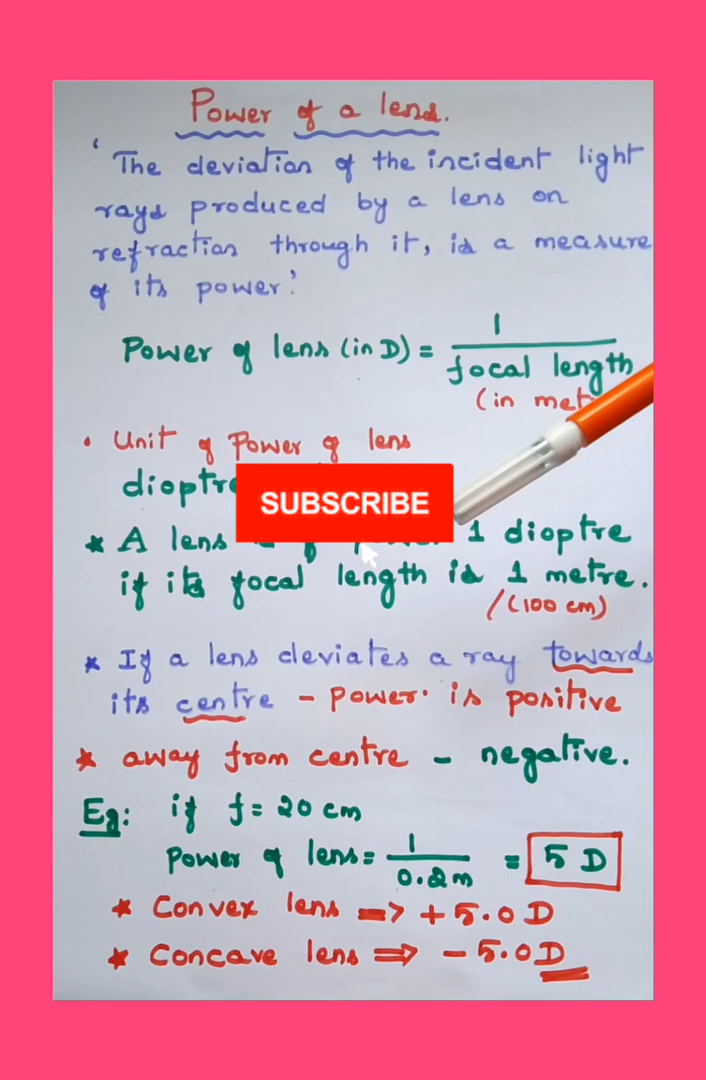 Power of a lens.
'The deviation of the incident light
rays produced by a lens on
refraction through it, is a measure
of its power.'
Power of lens (in D) = 1
focal length
(in met
• Unit of Power of lens
dioptre
SUBSCRIBE
* A lens 1 dioptre
if its focal length is 1 metre.
/(100 cm)
* If a lens deviates a ray towards
its centre - power is positive
* away from centre - negative.
Eg: if f = 20 cm
Power of lens = 1 = 5 D
0.2m
* Convex lens => + 5.0 D
* Concave lens => - 5.0 D